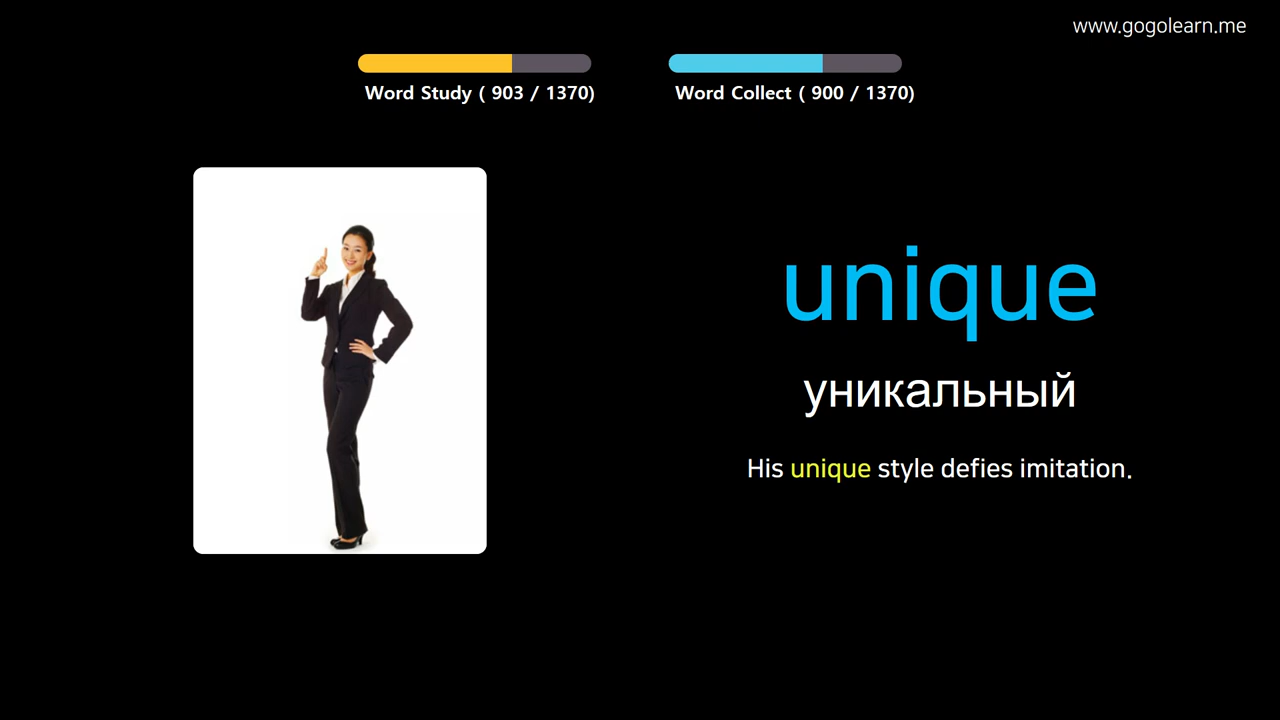 www.gogolearn.me
Word Study ( 903 / 1370)
Word Collect ( 900 / 1370)
unique
уникальный
His unique style defies imitation.